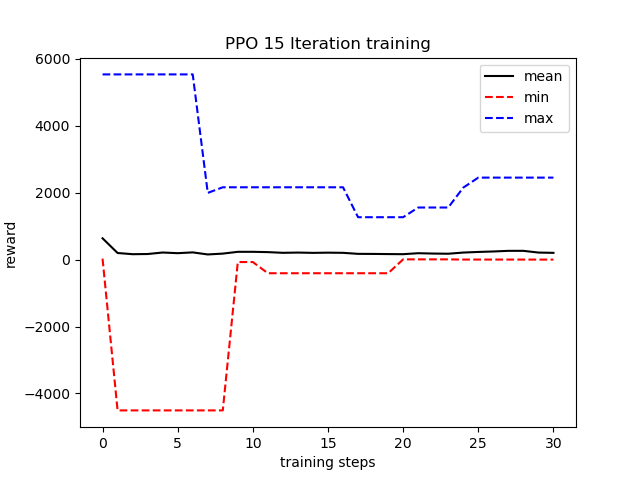 PPO 15 Iteration training
6000
4000
2000
0
−2000
−4000
reward
mean
min
max
0 5 10 15 20 25 30
training steps